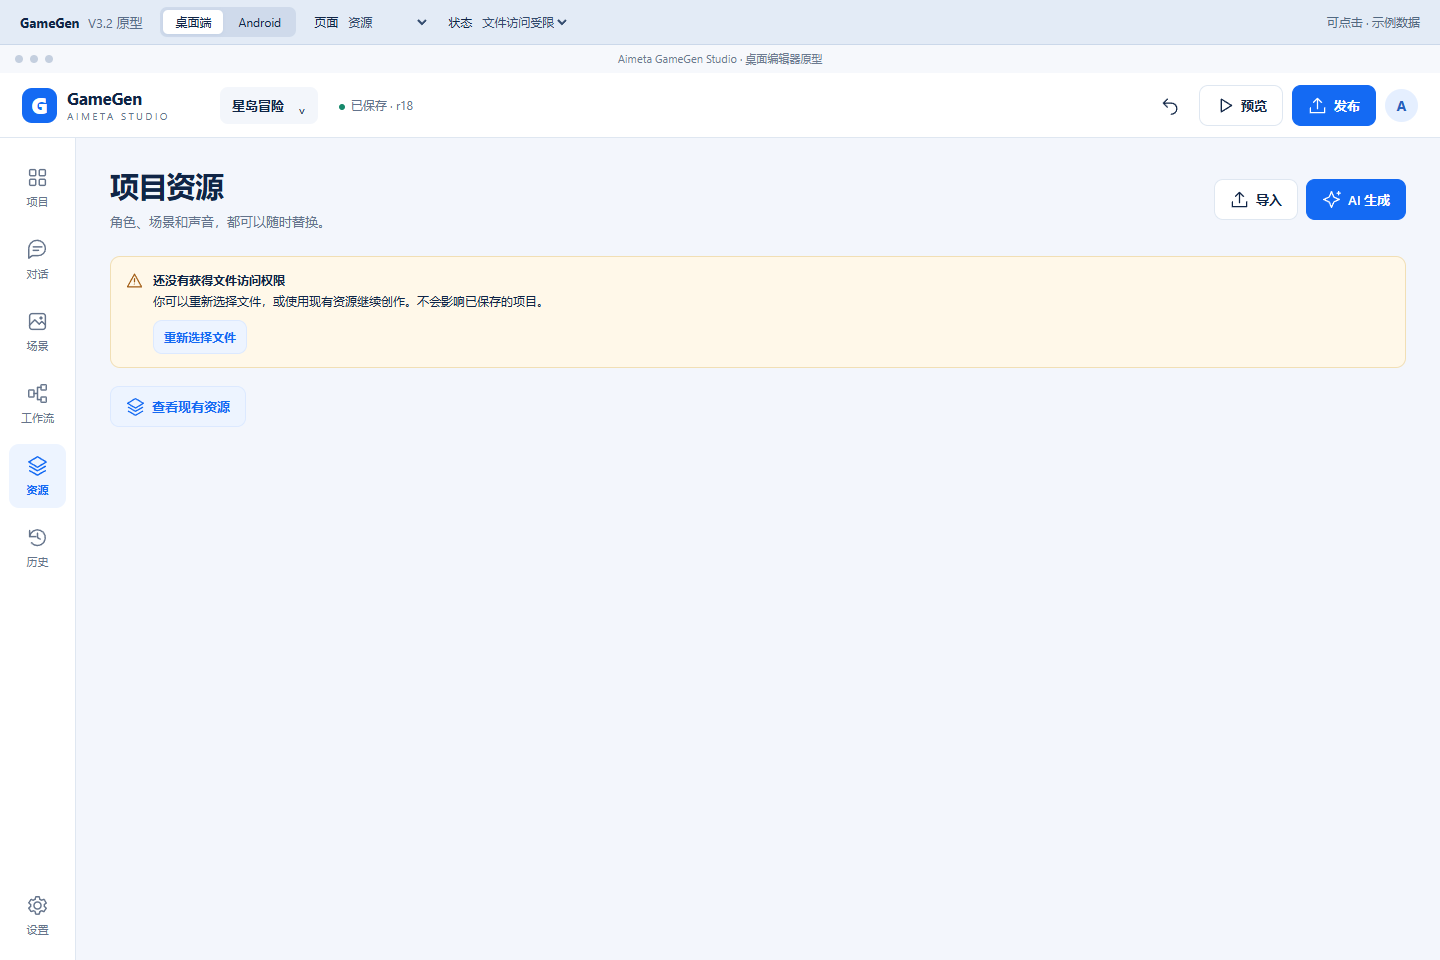 GameGen V3.2 原型 桌面端 Android 页面 资源 状态 文件访问受限 可点击 · 示例数据
Aimeta GameGen Studio · 桌面编辑器原型
G GameGen
AIMETA STUDIO
星岛冒险 已保存 · r18 预览 发布 A
项目
对话
场景
工作流
资源
历史
设置
项目资源
角色、场景和声音，都可以随时替换。
导入 AI 生成
还没有获得文件访问权限
你可以重新选择文件，或使用现有资源继续创作。不会影响已保存的项目。
重新选择文件
查看现有资源